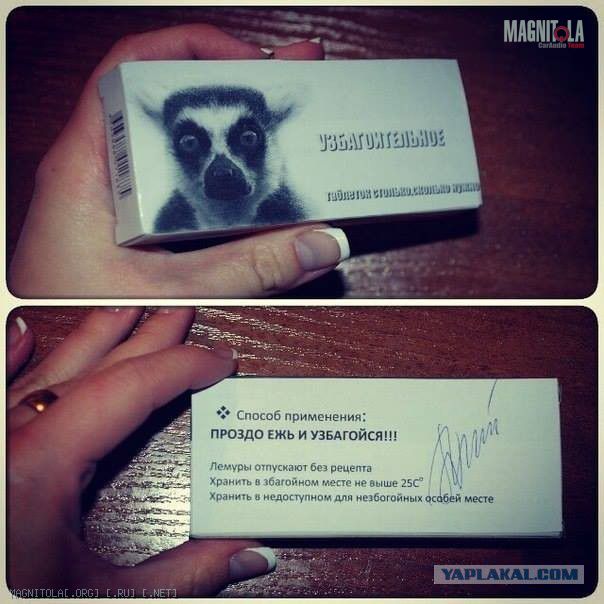 MAGNITOLA
CarAudio Team
УЗБАГОИТЕЛЬНОЕ
таблеток столько,сколько нужно
❖ Способ применения:
ПРОЗДО ЕЖЬ И УЗБАГОЙСЯ!!!
Лемуры отпускают без рецепта
Хранить в збагойном месте не выше 25С°
Хранить в недоступном для незбогойных особей месте
YAPLAKAL.COM
MAGNITOLA[.ORG] [.RU] [.NET]